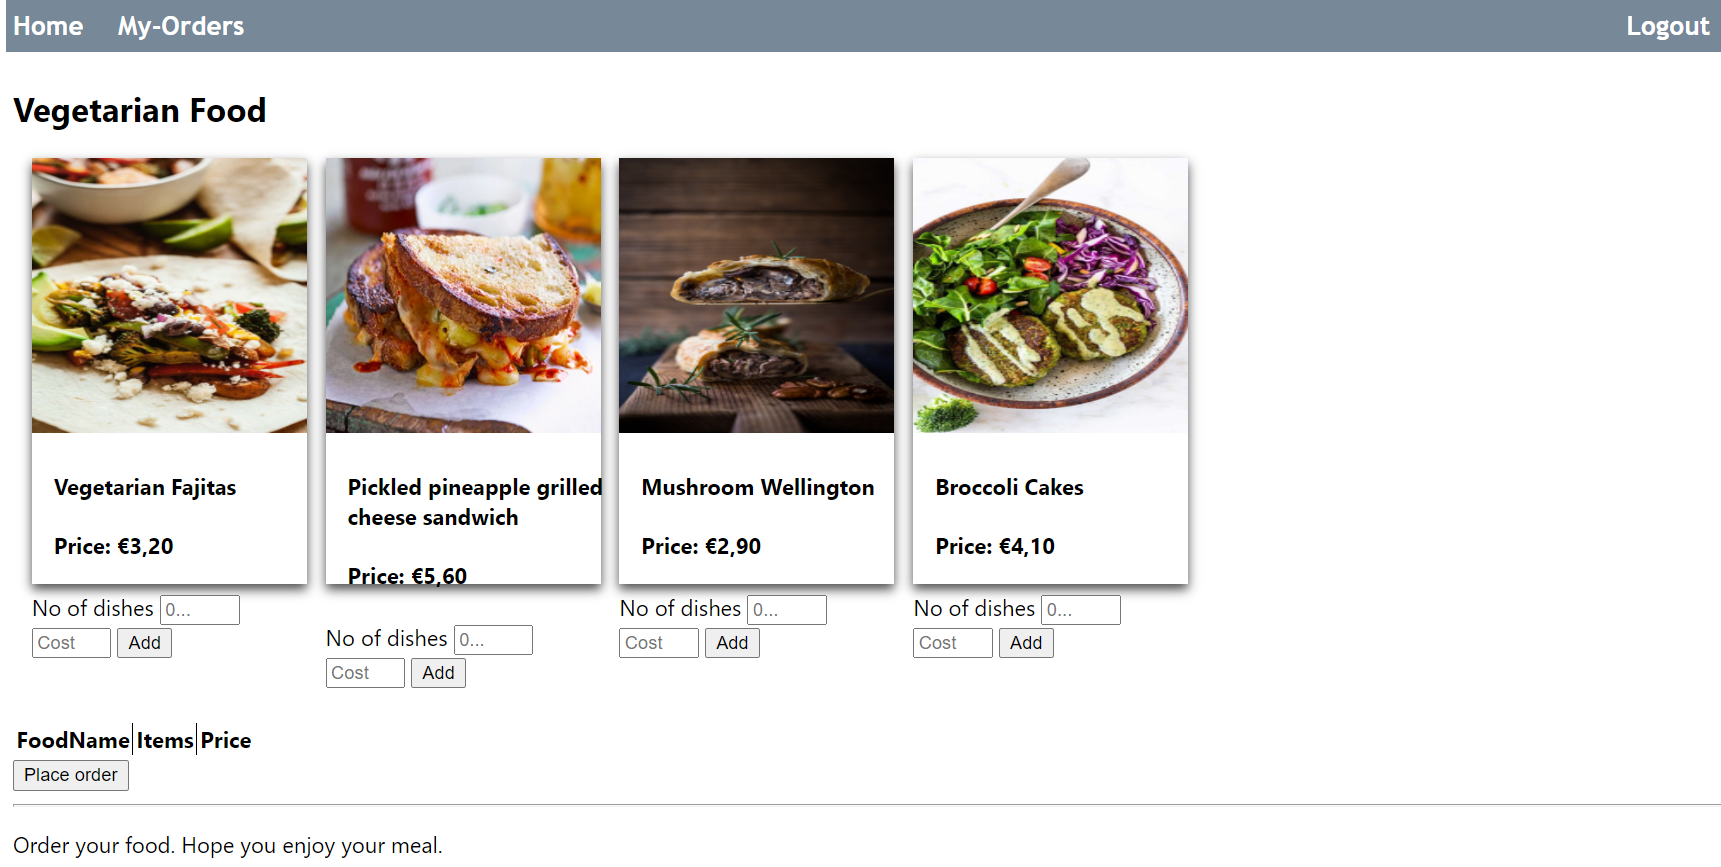 Home My-Orders Logout
Vegetarian Food
Vegetarian Fajitas
Price: €3,20
No of dishes 0...
Cost Add
Pickled pineapple grilled
cheese sandwich
Price: €5,60
No of dishes 0...
Cost Add
Mushroom Wellington
Price: €2,90
No of dishes 0...
Cost Add
Broccoli Cakes
Price: €4,10
No of dishes 0...
Cost Add
FoodName Items Price
Place order
Order your food. Hope you enjoy your meal.